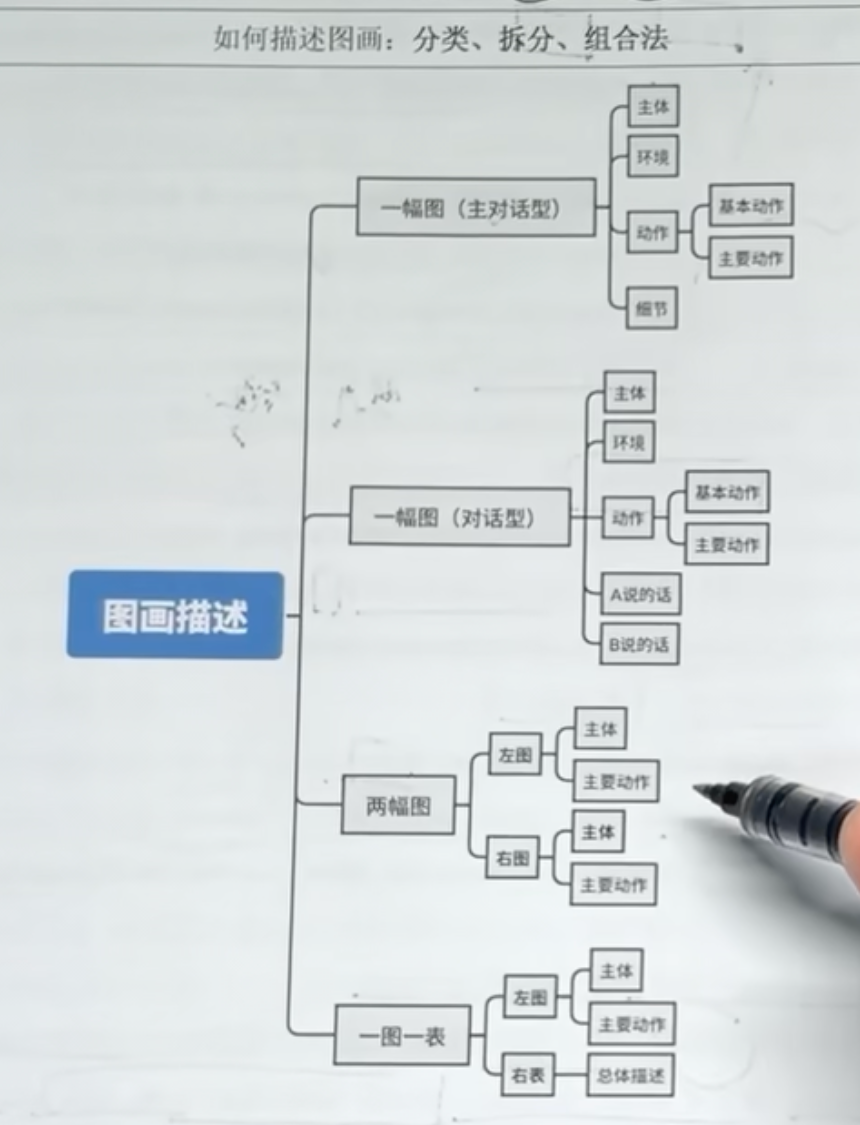 如何描述图画：分类、拆分、组合法
图画描述
一幅图（主对话型）
主体
环境
动作
基本动作
主要动作
细节
一幅图（对话型）
主体
环境
动作
基本动作
主要动作
A说的话
B说的话
两幅图
左图
主体
主要动作
右图
主体
主要动作
一图一表
左图
主体
主要动作
右表
总体描述